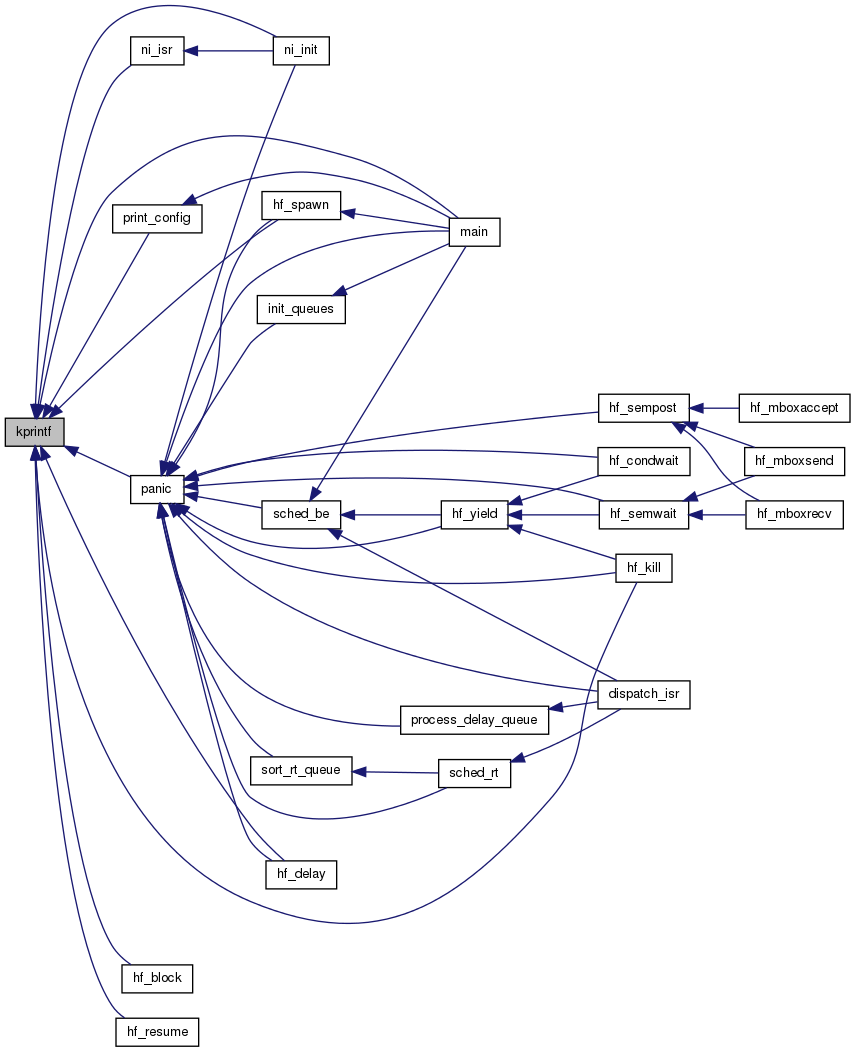 ni_isr
ni_init
print_config
hf_spawn
main
init_queues
kprintf
panic
sched_be
hf_yield
hf_sempost
hf_mboxaccept
hf_condwait
hf_mboxsend
hf_semwait
hf_mboxrecv
hf_kill
dispatch_isr
process_delay_queue
sort_rt_queue
sched_rt
hf_delay
hf_block
hf_resume